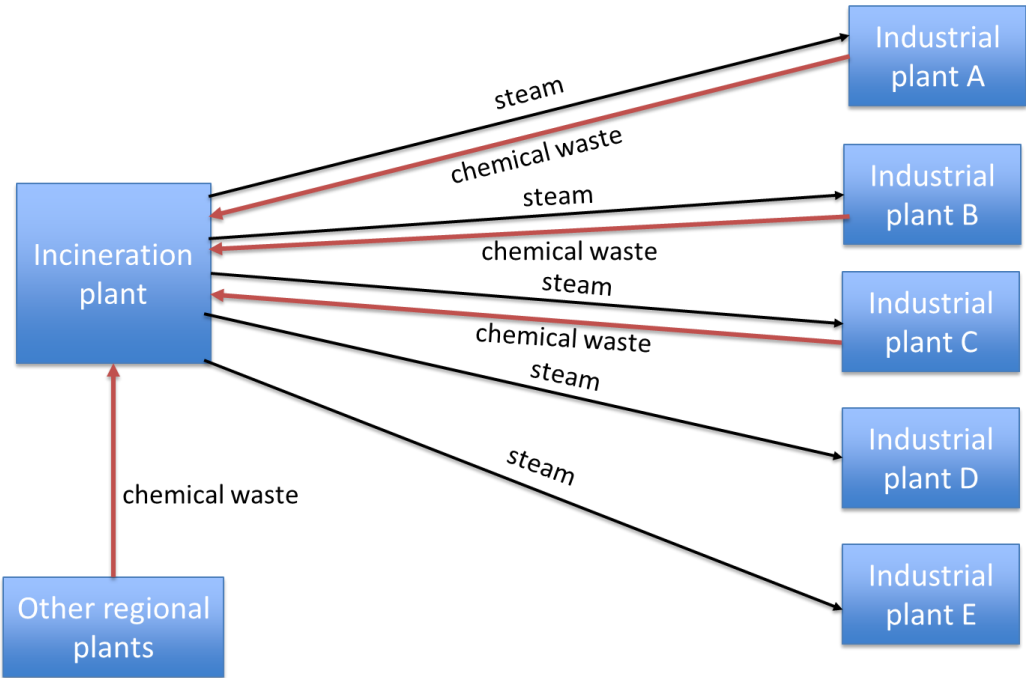 Industrial
plant A
steam
chemical waste
Industrial
plant B
steam
chemical waste
Incineration
plant
steam
Industrial
plant C
chemical waste
steam
Industrial
plant D
steam
chemical waste
Industrial
plant E
Other regional
plants